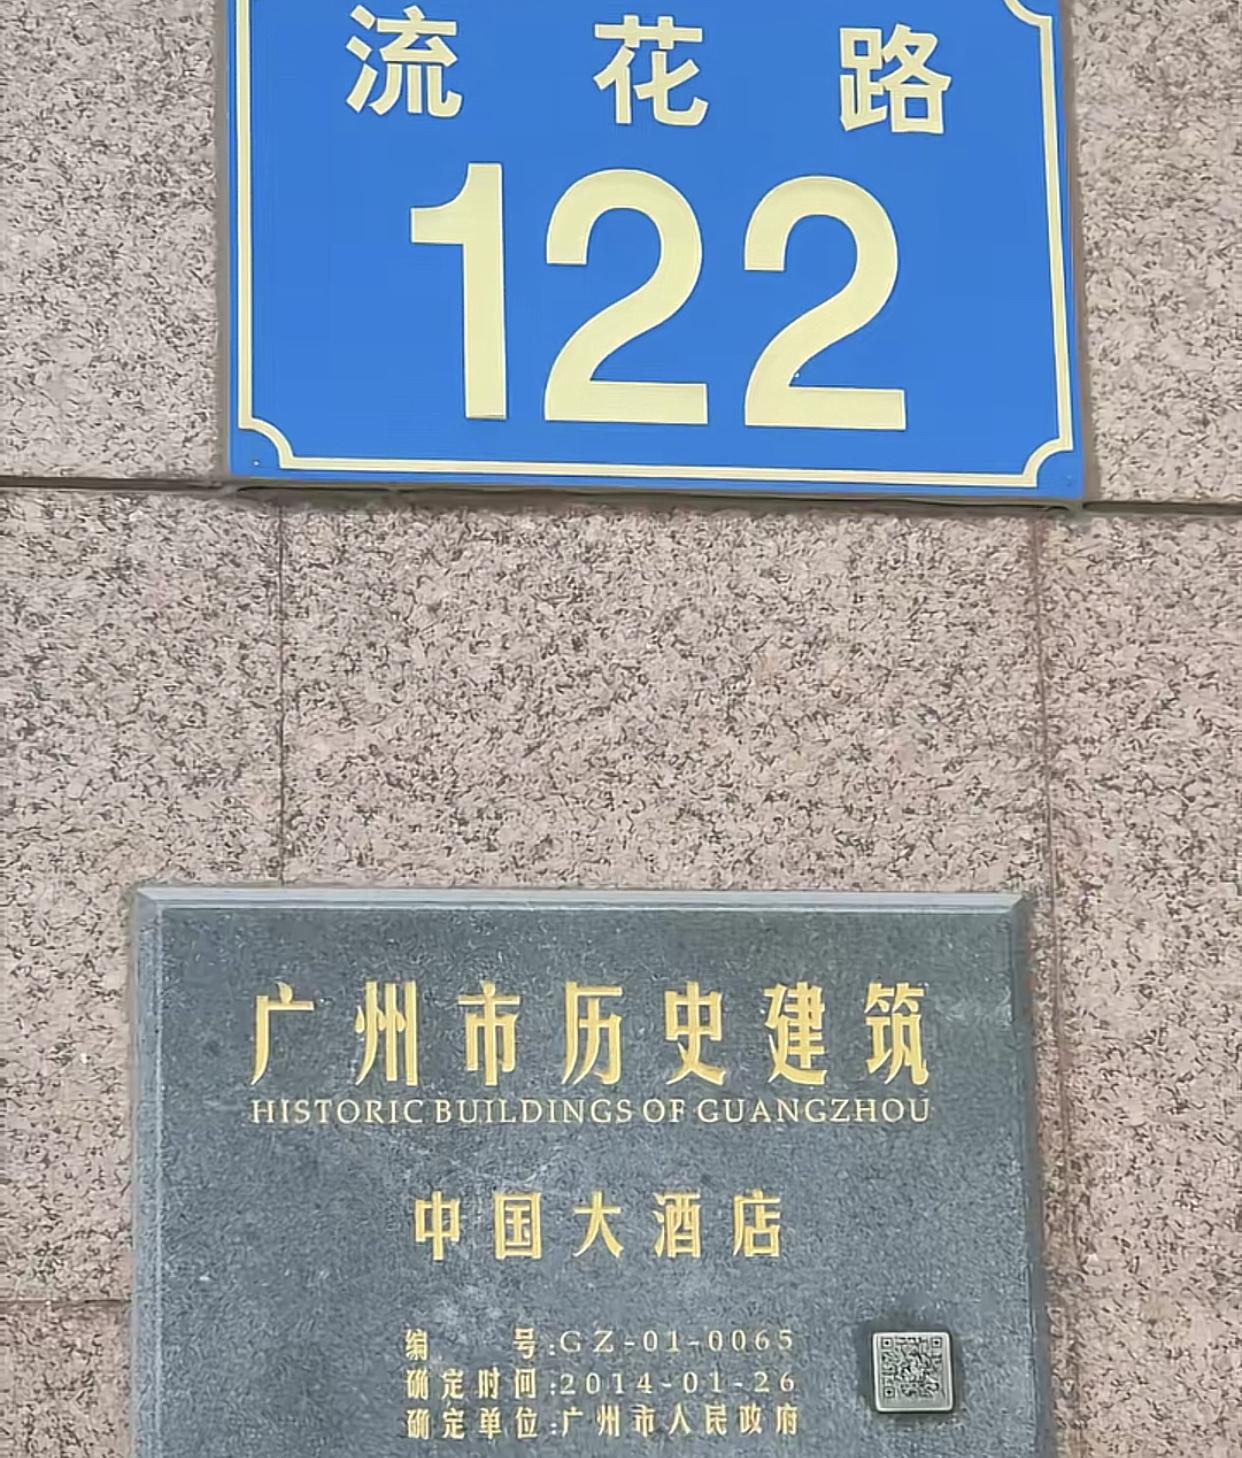 流花路
122
广州市历史建筑
HISTORIC BUILDINGS OF GUANGZHOU
中国大酒店
编 号:GZ-01-0065
确定时间:2014-01-26
确定单位:广州市人民政府